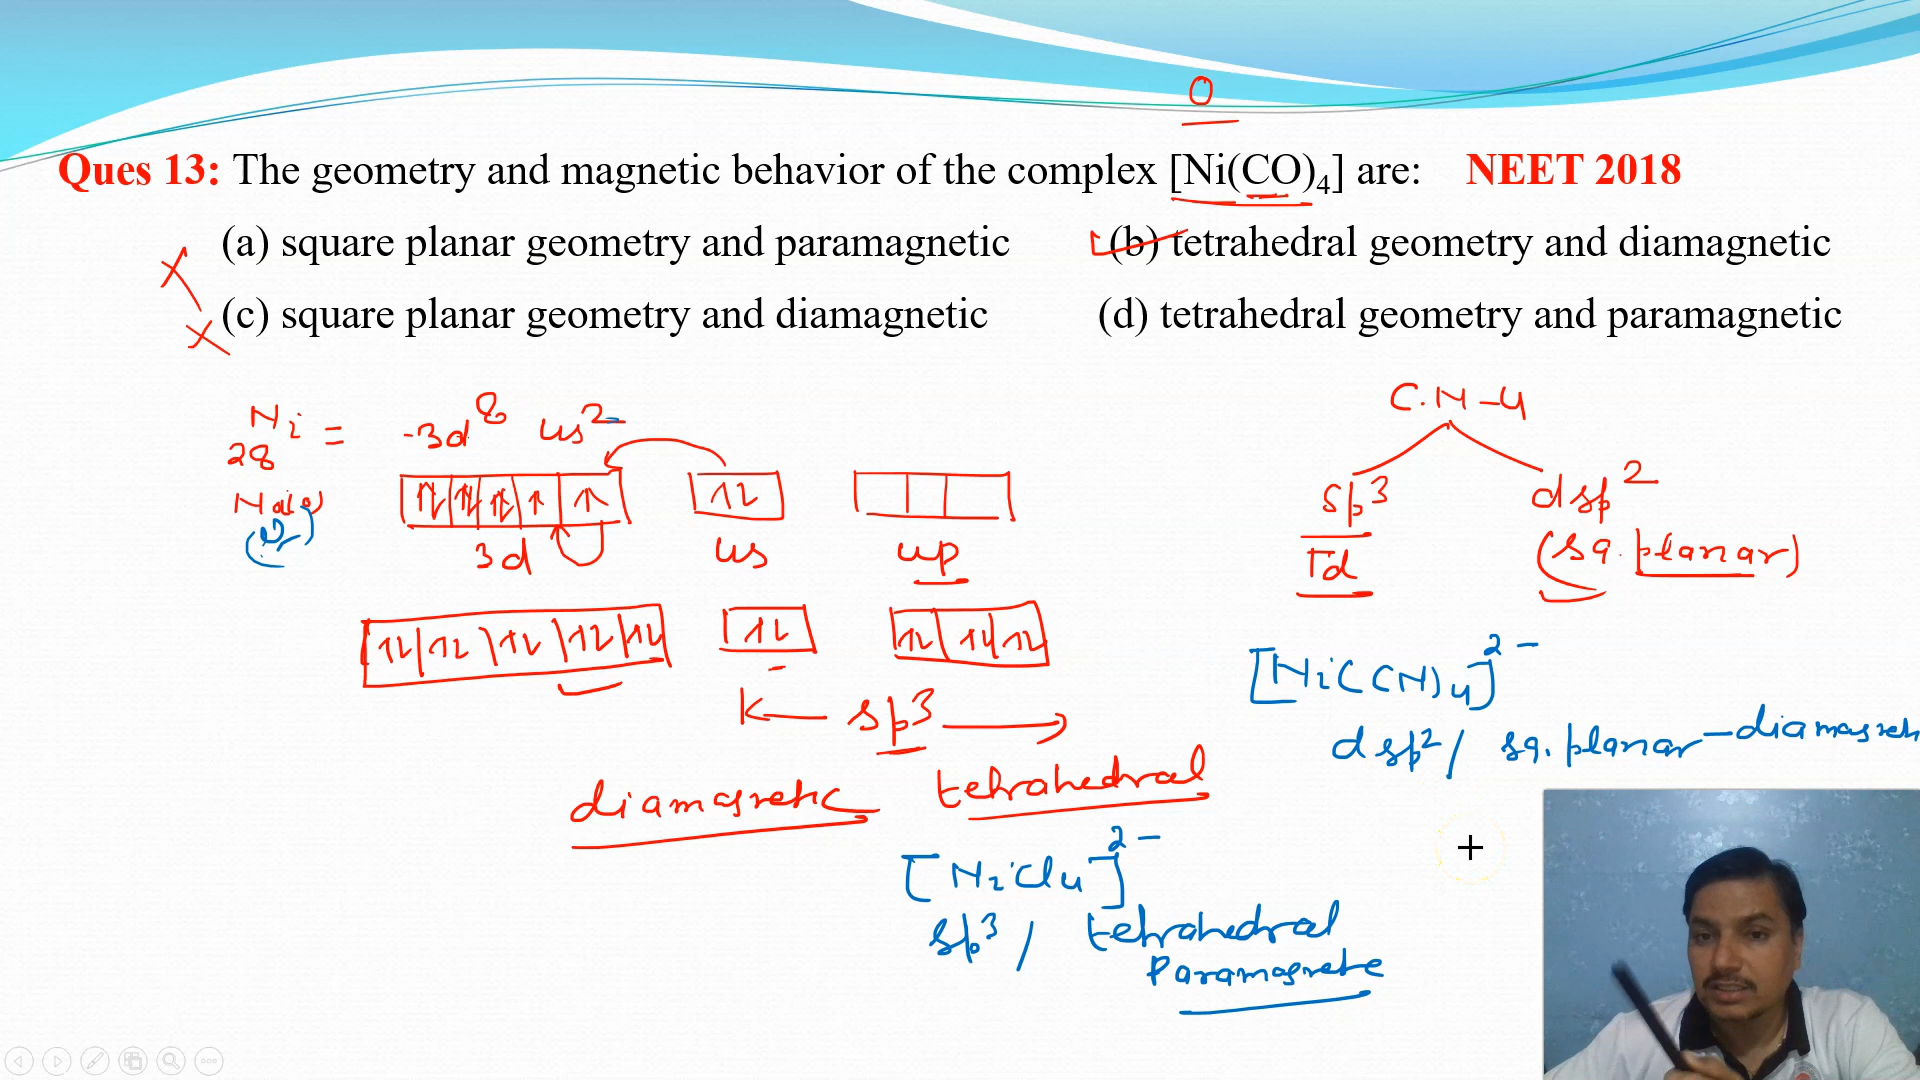 0
Ques 13: The geometry and magnetic behavior of the complex [Ni(CO)₄] are: NEET 2018
(a) square planar geometry and paramagnetic (b) tetrahedral geometry and diamagnetic
(c) square planar geometry and diamagnetic (d) tetrahedral geometry and paramagnetic
C.N - 4
Ni = 3d⁸ 4s²
28
sp³ dsp²
3d 4s 4p
Td (sq. planar)
[Ni(CN)₄]²⁻
sp³
dsp² / sq. planar - diamagnet
diamagnetic tetrahedral
[NiCl₄]²⁻
sp³ / tetrahedral
Paramagnetic